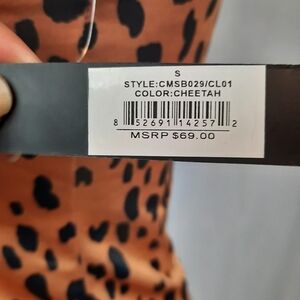 S
STYLE:CMSB029/CL01
COLOR:CHEETAH
8 52691 14257 2
MSRP $69.00